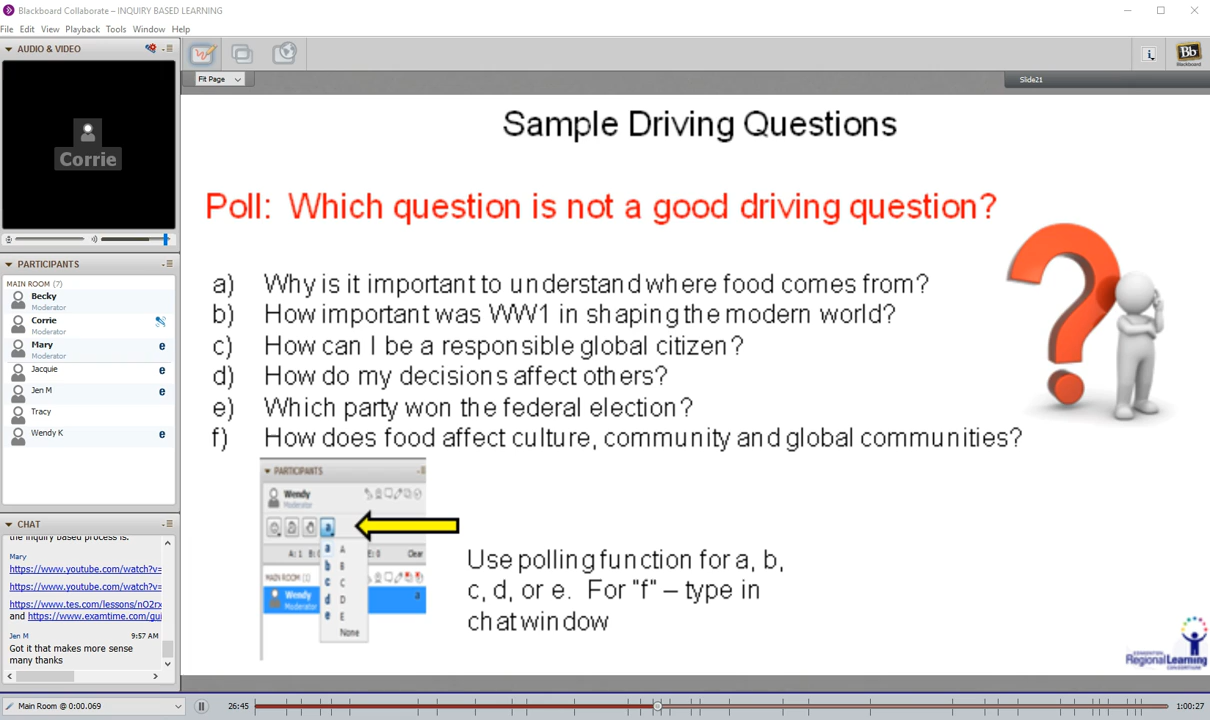 Blackboard Collaborate – INQUIRY BASED LEARNING
File Edit View Playback Tools Window Help
AUDIO & VIDEO
Corrie
PARTICIPANTS
MAIN ROOM (7)
Becky
Moderator
Corrie
Moderator
Mary e
Moderator
Jacquie e
Jen M e
Tracy
Wendy K e
CHAT
the inquiry based process is.
Mary
https://www.youtube.com/watch?v=
https://www.youtube.com/watch?v=
https://www.tes.com/lessons/nO2r
and https://www.examtime.com/gui
Jen M 9:57 AM
Got it that makes more sense
many thanks
Main Room @ 0:00.069
Fit Page
Slide21
Bb
Blackboard
Sample Driving Questions
Poll: Which question is not a good driving question?
a) Why is it important to understand where food comes from?
b) How important was WW1 in shaping the modern world?
c) How can I be a responsible global citizen?
d) How do my decisions affect others?
e) Which party won the federal election?
f) How does food affect culture, community and global communities?
PARTICIPANTS
Wendy
Moderator
a
A: 1 E: 0 Clear
a A
b B
c C
d D
e E
None
MAIN ROOM (1)
Wendy a
Moderator
Use polling function for a, b,
c, d, or e. For "f" – type in
chat window
EDMONTON
Regional Learning
CONSORTIUM
26:45
1:00:27